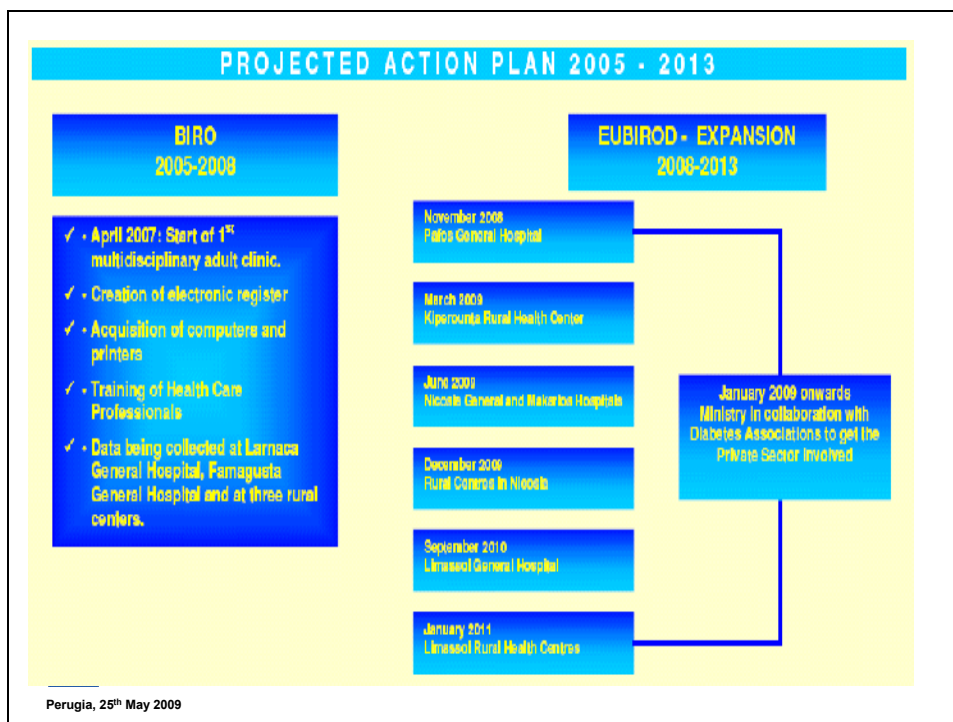 PROJECTED ACTION PLAN 2005 - 2013
BIRO
2005-2008
✓ - April 2007: Start of 1st
multidisciplinary adult clinic.
✓ - Creation of electronic register
✓ - Acquisition of computers and
printers
✓ - Training of Health Care
Professionals
✓ - Data being collected at Larnaca
General Hospital, Famagusta
General Hospital and at three rural
centers.
EUBIROD - EXPANSION
2008-2013
November 2008
Pafos General Hospital
March 2009
Kiperounta Rural Health Center
June 2009
Nicosia General and Makarios Hospitals
December 2009
Rural Centres in Nicosia
September 2010
Limassol General Hospital
January 2011
Limassol Rural Health Centres
January 2009 onwards
Ministry in collaboration with
Diabetes Associations to get the
Private Sector involved
Perugia, 25th May 2009